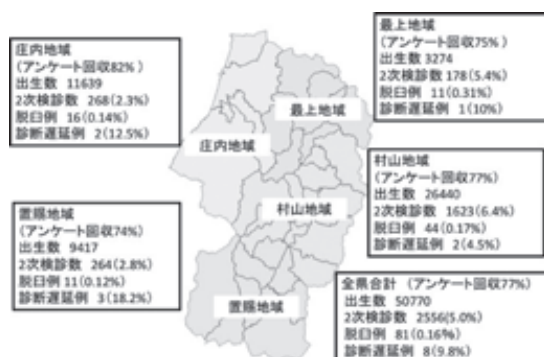 庄内地域
(アンケート回収82%)
出生数 11639
2次検診数 268(2.3%)
脱臼例 16(0.14%)
診断遅延例 2(12.5%)
最上地域
(アンケート回収75%)
出生数 3274
2次検診数 178(5.4%)
脱臼例 11(0.31%)
診断遅延例 1(10%)
最上地域
庄内地域
村山地域
(アンケート回収77%)
出生数 26440
2次検診数 1623(6.4%)
脱臼例 44(0.17%)
診断遅延例 2(4.5%)
村山地域
置賜地域
(アンケート回収74%)
出生数 9417
2次検診数 264(2.8%)
脱臼例 11(0.12%)
診断遅延例 3(18.2%)
置賜地域
全県合計 (アンケート回収77%)
出生数 50770
2次検診数 2556(5.0%)
脱臼例 81(0.16%)
診断遅延例 8(9.8%)